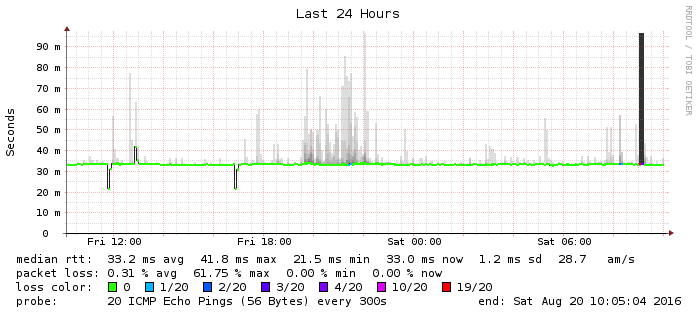 Last 24 Hours
RRDTOOL / TOBI OETIKER
Seconds
90 m
80 m
70 m
60 m
50 m
40 m
30 m
20 m
10 m
0
Fri 12:00 Fri 18:00 Sat 00:00 Sat 06:00
median rtt: 33.2 ms avg 41.8 ms max 21.5 ms min 33.0 ms now 1.2 ms sd 28.7 am/s
packet loss: 0.31 % avg 61.75 % max 0.00 % min 0.00 % now
loss color: 0 1/20 2/20 3/20 4/20 10/20 19/20
probe: 20 ICMP Echo Pings (56 Bytes) every 300s end: Sat Aug 20 10:05:04 2016